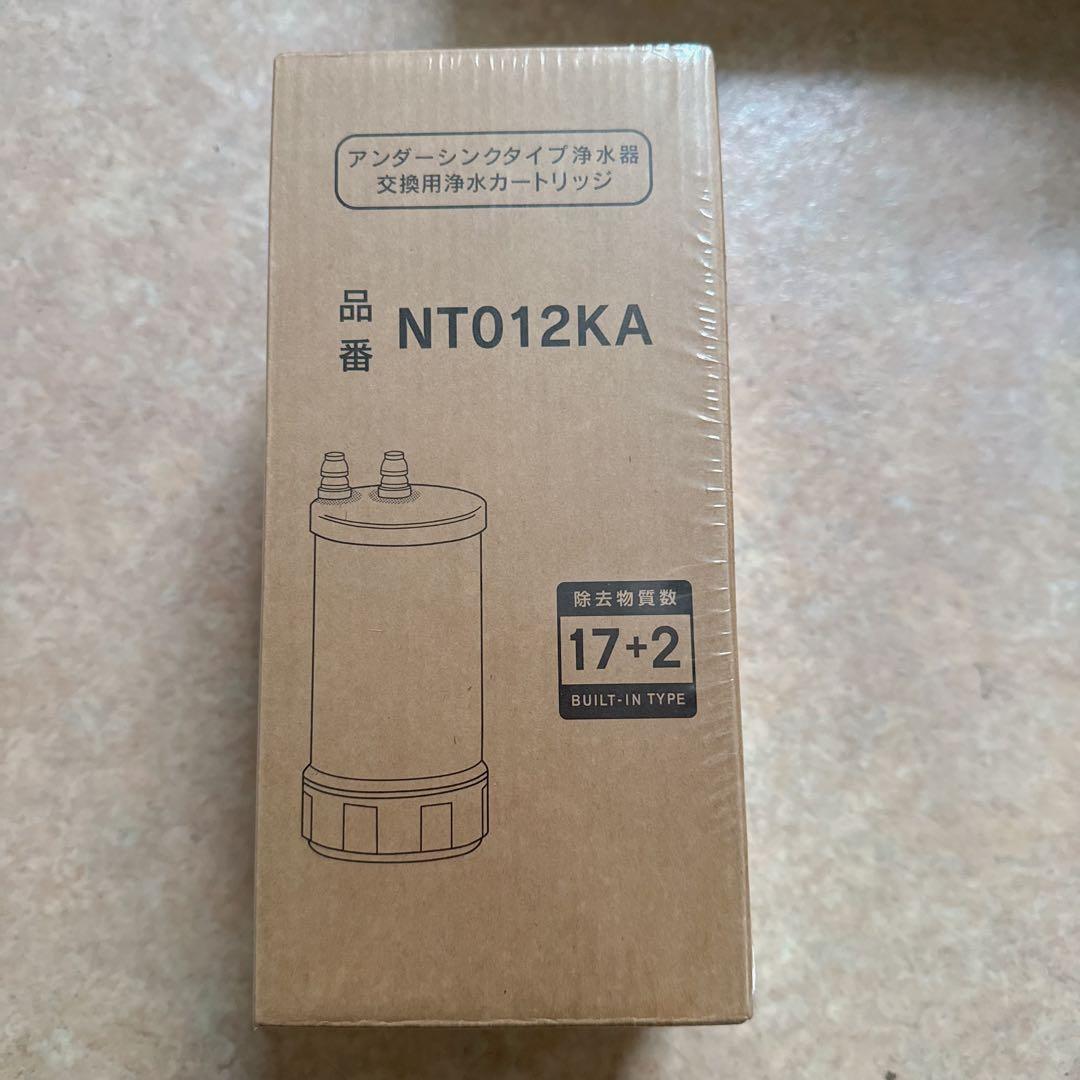 アンダーシンクタイプ浄水器
交換用浄水カートリッジ
品番 NT012KA
除去物質数
17+2
BUILT-IN TYPE